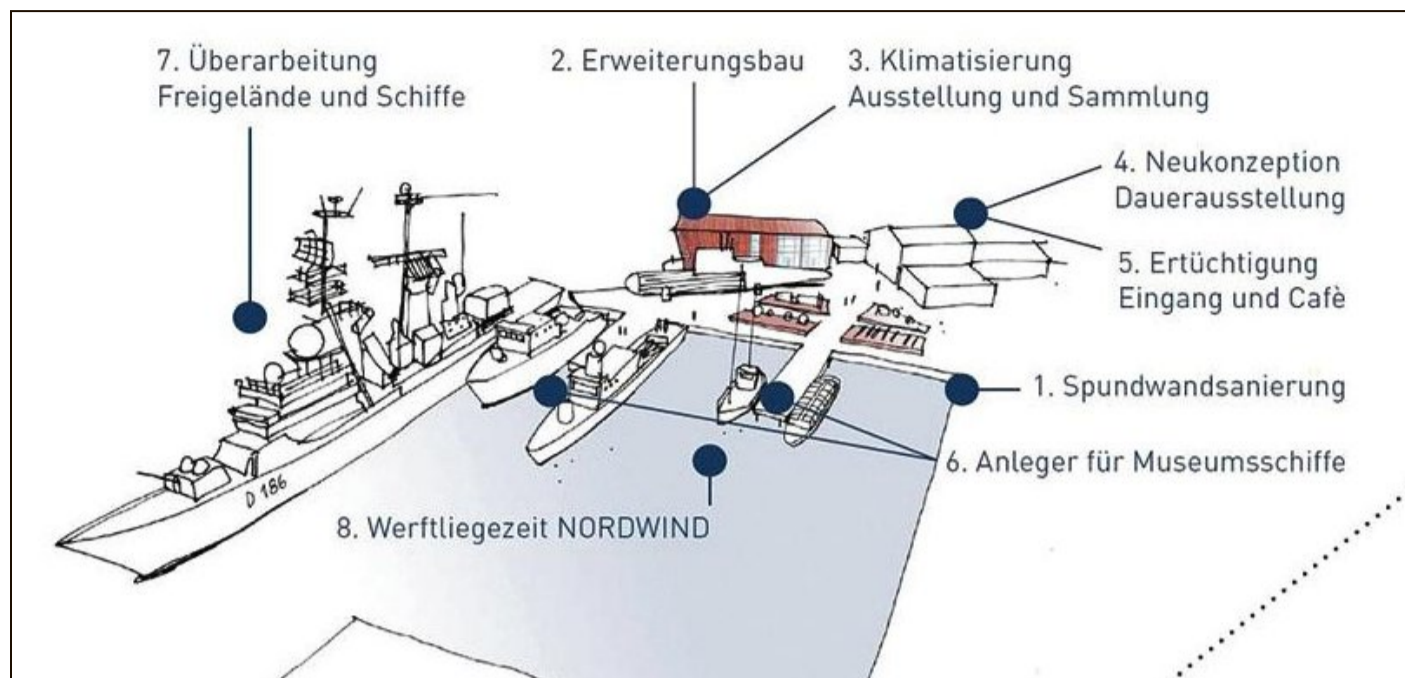 7. Überarbeitung
Freigelände und Schiffe
2. Erweiterungsbau
3. Klimatisierung
Ausstellung und Sammlung
4. Neukonzeption
Dauerausstellung
5. Ertüchtigung
Eingang und Cafè
1. Spundwandsanierung
6. Anleger für Museumsschiffe
D 186
8. Werftliegezeit NORDWIND